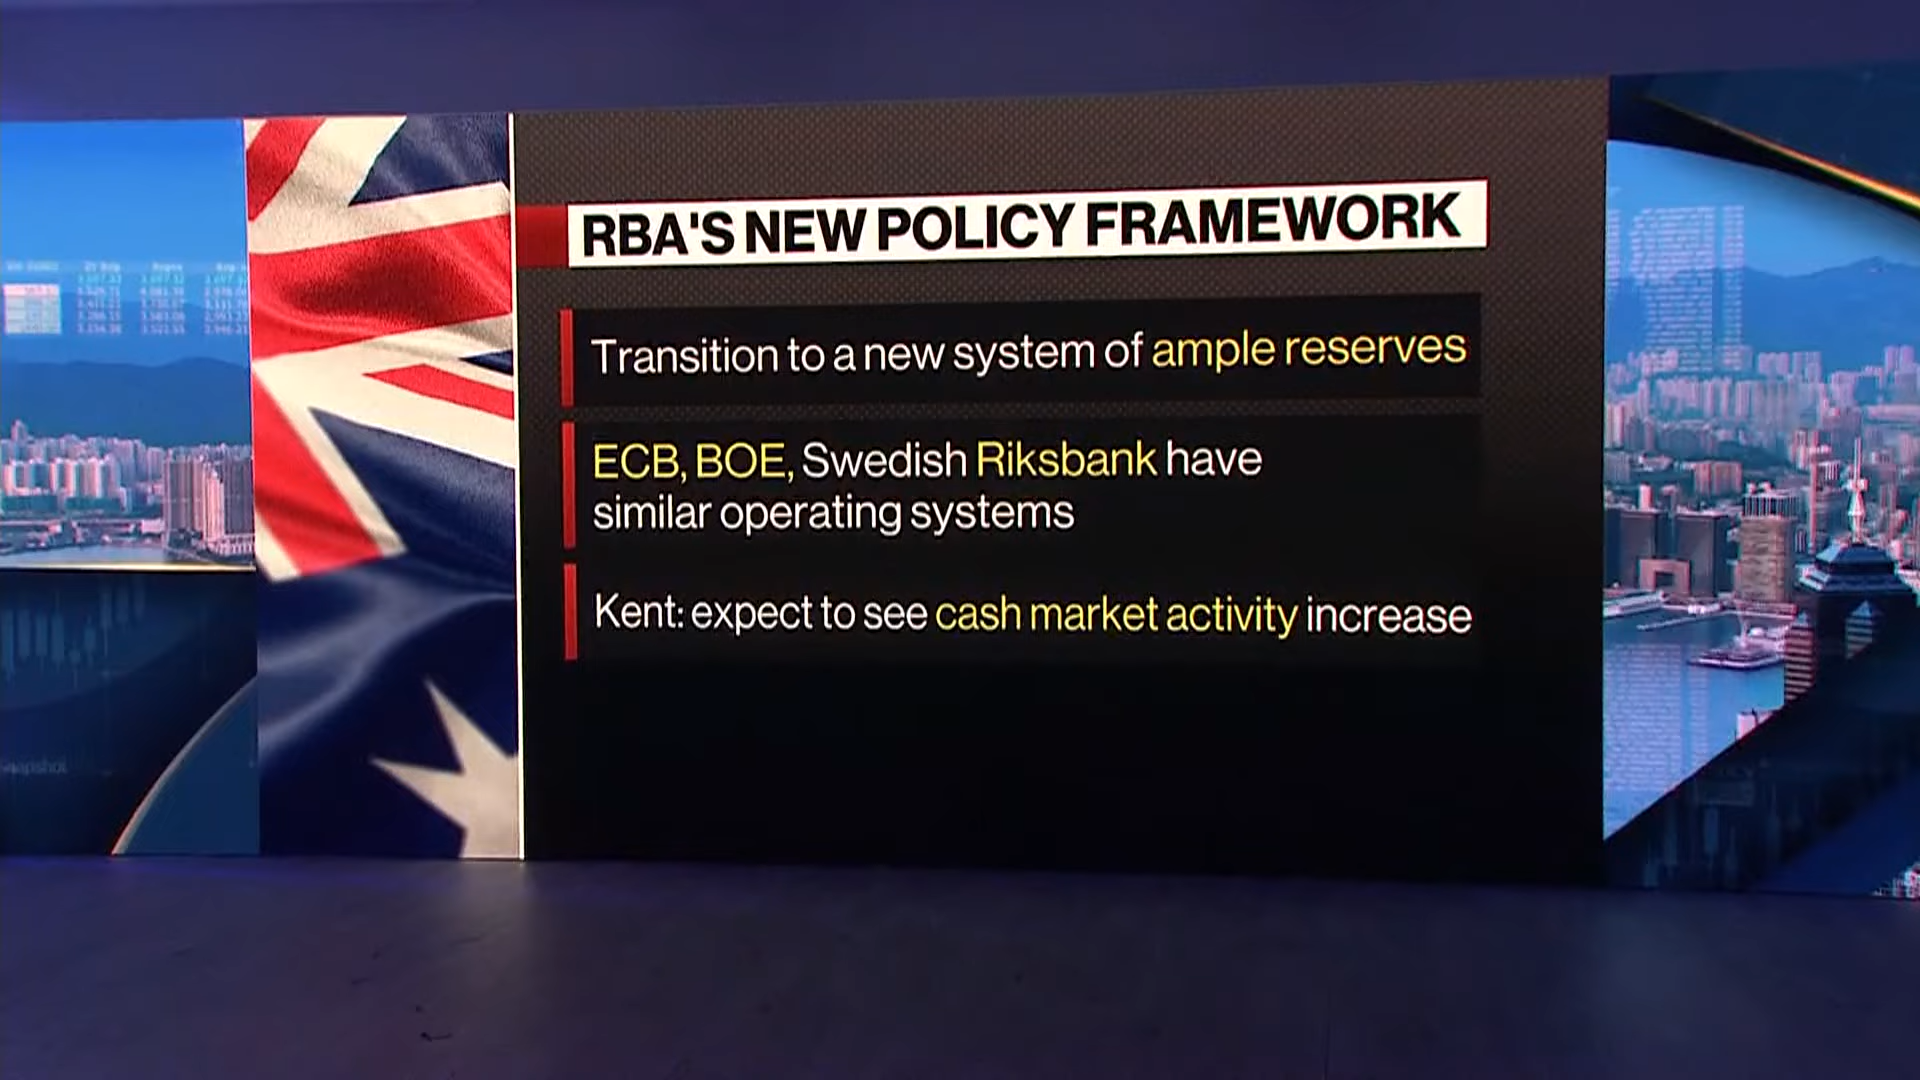 RBA'S NEW POLICY FRAMEWORK
Transition to a new system of ample reserves
ECB, BOE, Swedish Riksbank have
similar operating systems
Kent: expect to see cash market activity increase